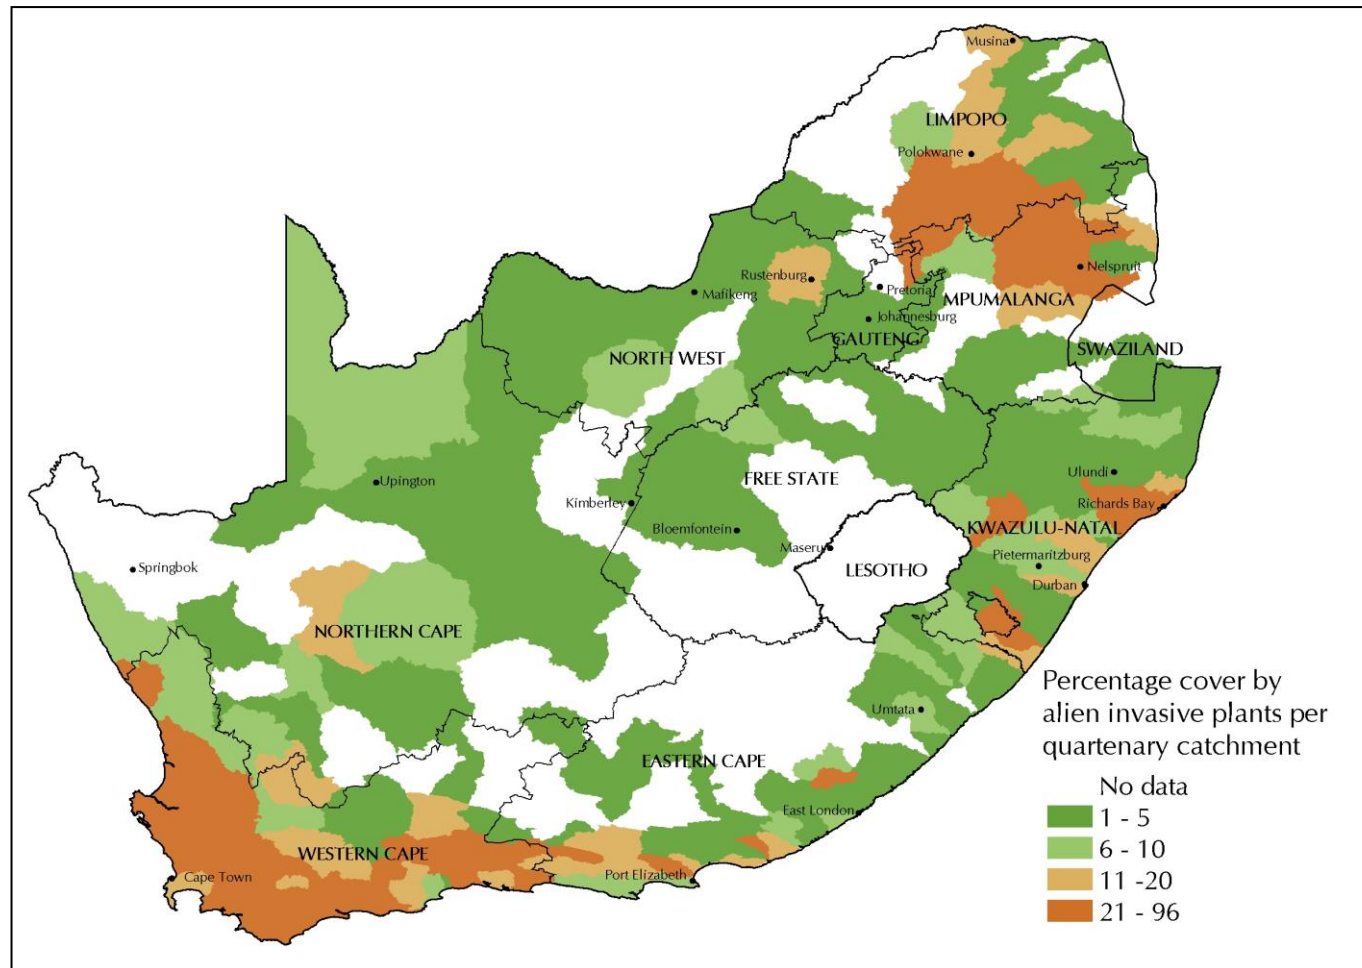 Musina
LIMPOPO
Polokwane
Nelspruit
Rustenburg
Pretoria
Mafikeng
MPUMALANGA
Johannesburg
GAUTENG
SWAZILAND
NORTH WEST
Ulundi
Upington
FREE STATE
Kimberley
Richards Bay
KWAZULU-NATAL
Bloemfontein
Maseru
Pietermaritzburg
Springbok
LESOTHO
Durban
NORTHERN CAPE
Umtata
EASTERN CAPE
East London
WESTERN CAPE
Cape Town
Port Elizabeth
Percentage cover by
alien invasive plants per
quartenary catchment
No data
1 - 5
6 - 10
11 -20
21 - 96